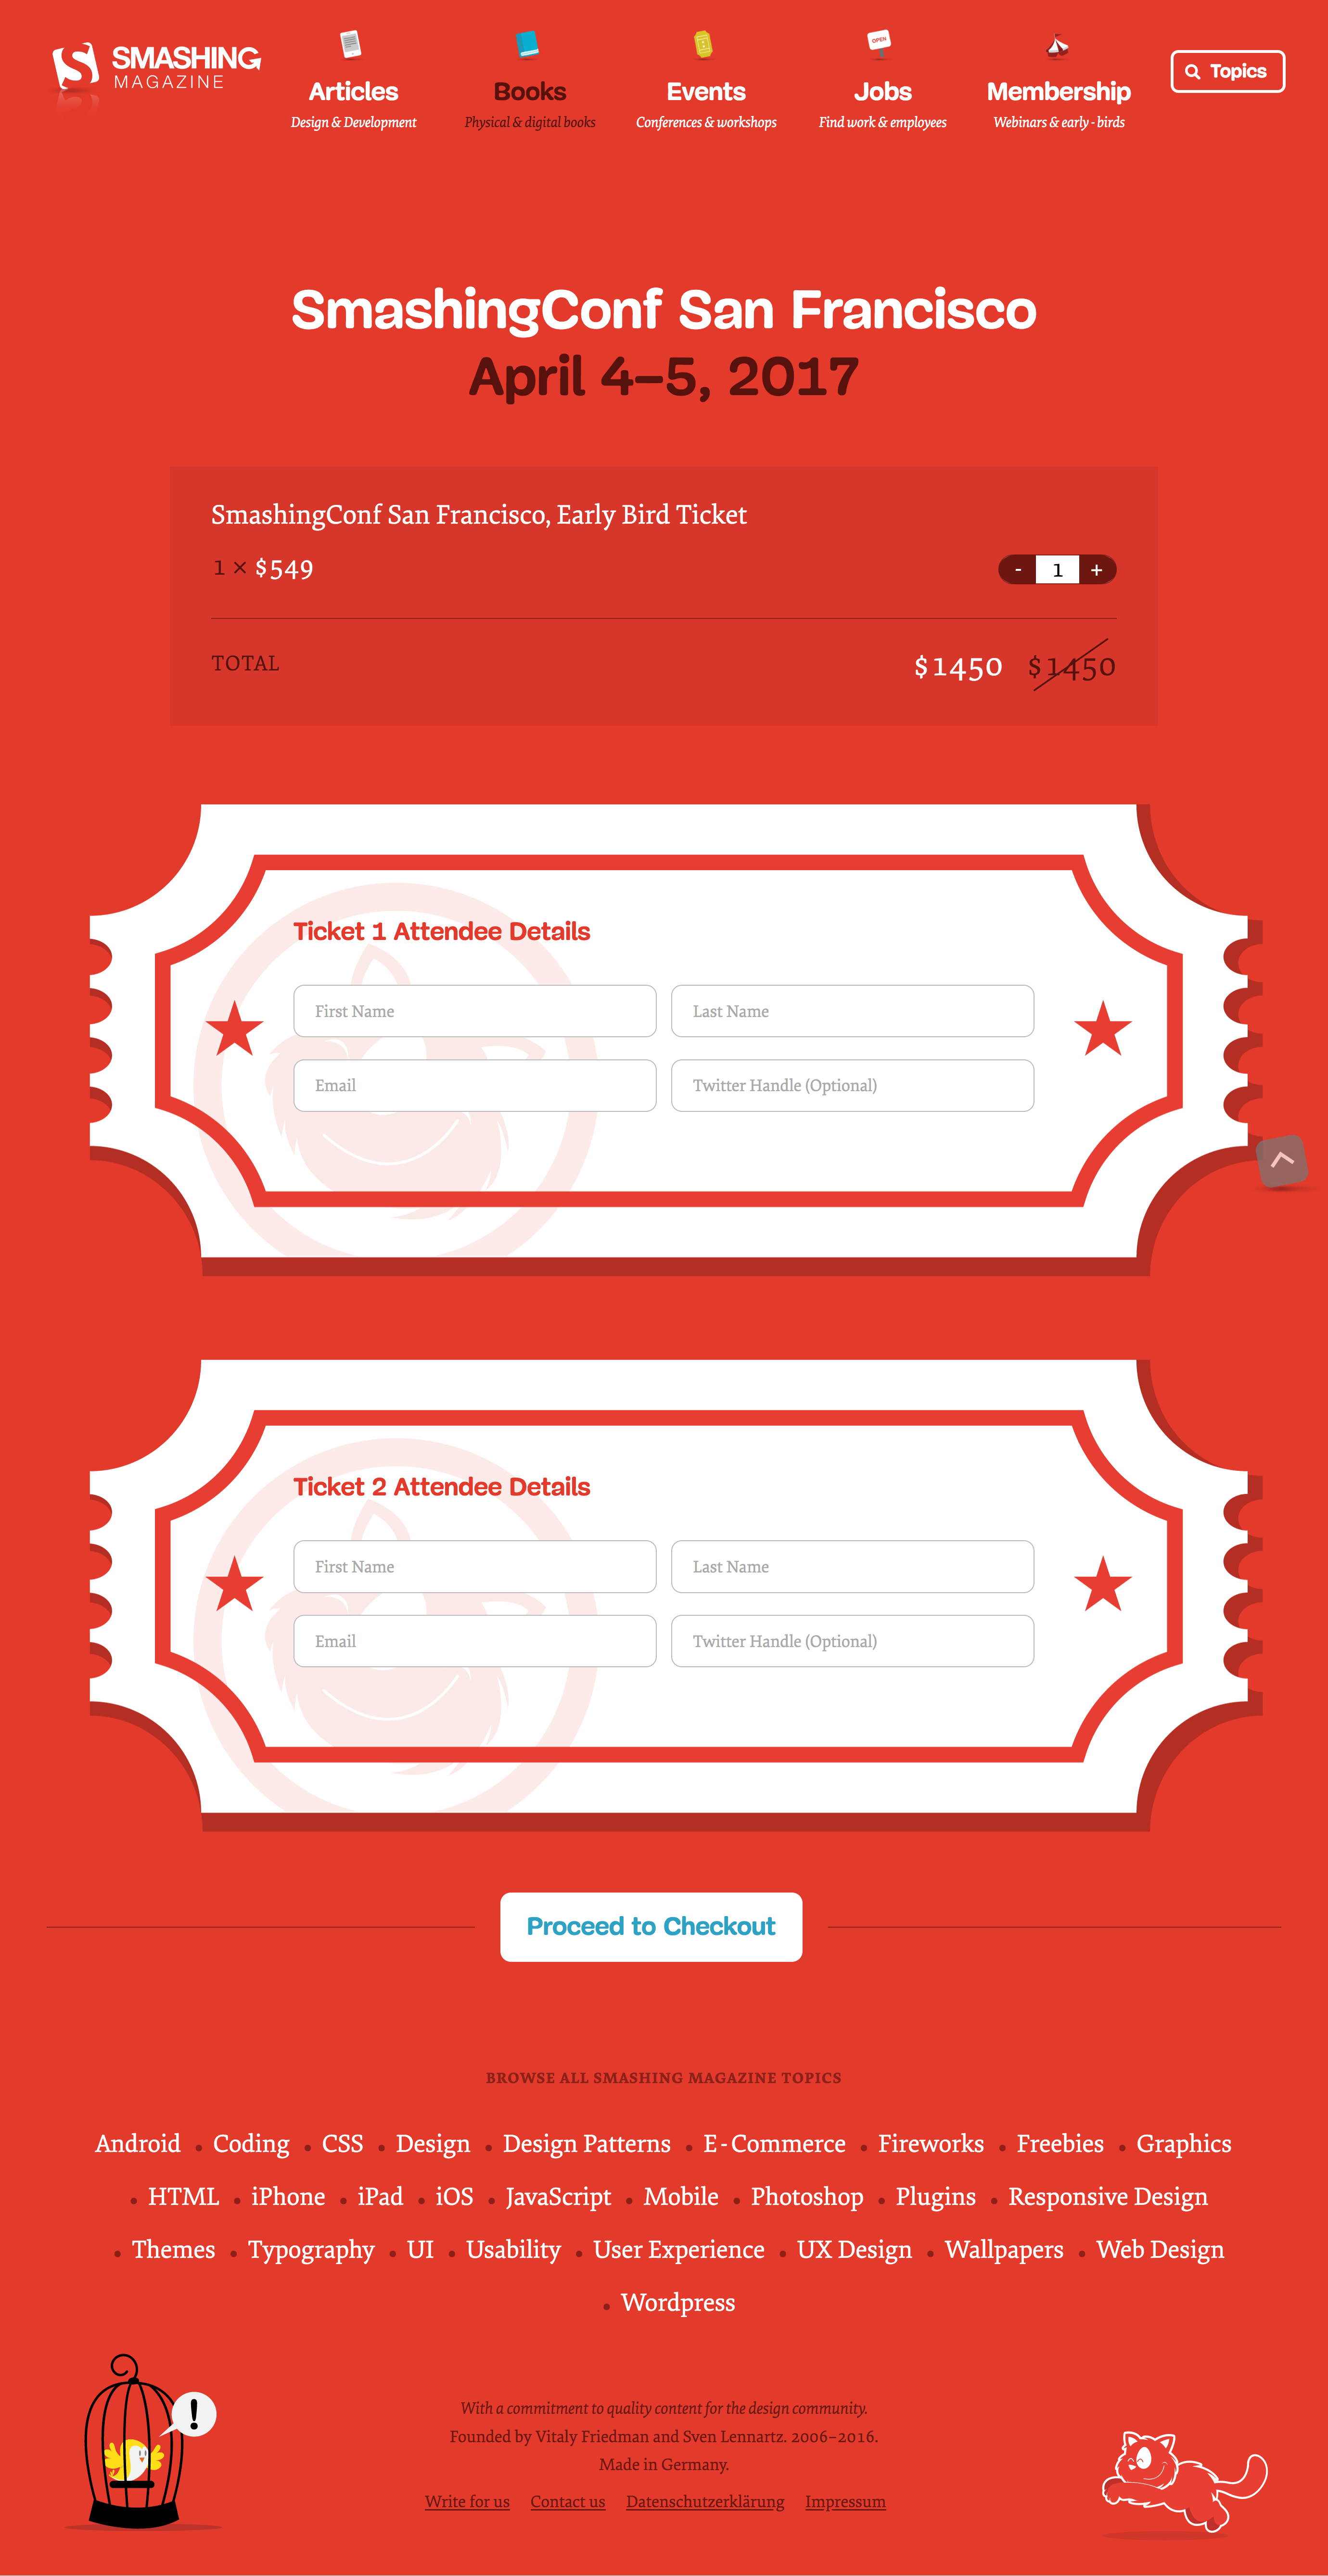 SMASHING
MAGAZINE
Articles
Design & Development
Books
Physical & digital books
Events
Conferences & workshops
OPEN
Jobs
Find work & employees
Membership
Webinars & early-birds
Topics
SmashingConf San Francisco
April 4–5, 2017
SmashingConf San Francisco, Early Bird Ticket
1 × $549
- 1 +
TOTAL $1450 $1450
Ticket 1 Attendee Details
First Name Last Name
Email Twitter Handle (Optional)
Ticket 2 Attendee Details
First Name Last Name
Email Twitter Handle (Optional)
Proceed to Checkout
BROWSE ALL SMASHING MAGAZINE TOPICS
Android • Coding • CSS • Design • Design Patterns • E-Commerce • Fireworks • Freebies • Graphics
• HTML • iPhone • iPad • iOS • JavaScript • Mobile • Photoshop • Plugins • Responsive Design
• Themes • Typography • UI • Usability • User Experience • UX Design • Wallpapers • Web Design
• Wordpress
!
With a commitment to quality content for the design community.
Founded by Vitaly Friedman and Sven Lennartz. 2006–2016.
Made in Germany.
Write for us Contact us Datenschutzerklärung Impressum